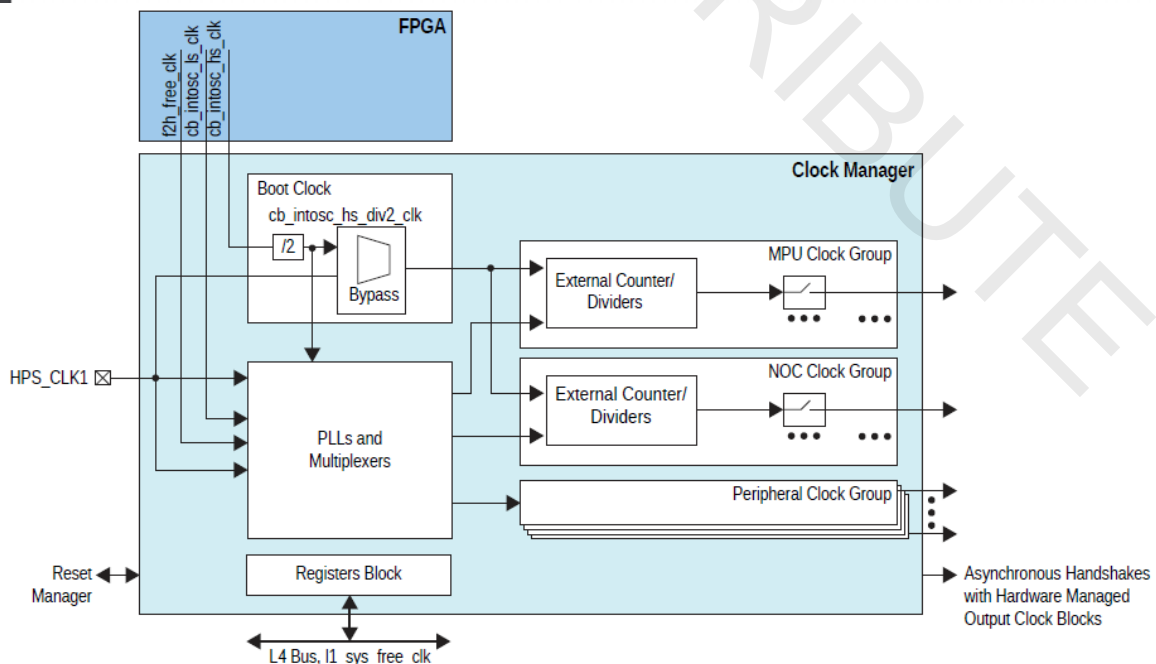 FPGA
f2h_free_clk
cb_intosc_ls_clk
cb_intosc_hs_clk
Clock Manager
Boot Clock
cb_intosc_hs_div2_clk
/2
Bypass
MPU Clock Group
External Counter/
Dividers
HPS_CLK1
NOC Clock Group
External Counter/
Dividers
PLLs and
Multiplexers
Peripheral Clock Group
Reset
Manager
Registers Block
Asynchronous Handshakes
with Hardware Managed
Output Clock Blocks
L4 Bus, l1_sys_free_clk
RIBUTE